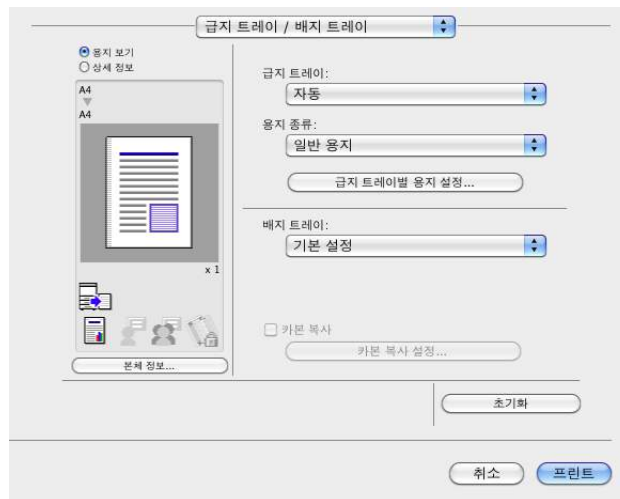 급지 트레이 / 배지 트레이
용지 보기
상세 정보
A4
A4
x 1
본체 정보...
급지 트레이:
자동
용지 종류:
일반 용지
급지 트레이별 용지 설정...
배지 트레이:
기본 설정
카본 복사
카본 복사 설정...
초기화
취소
프린트